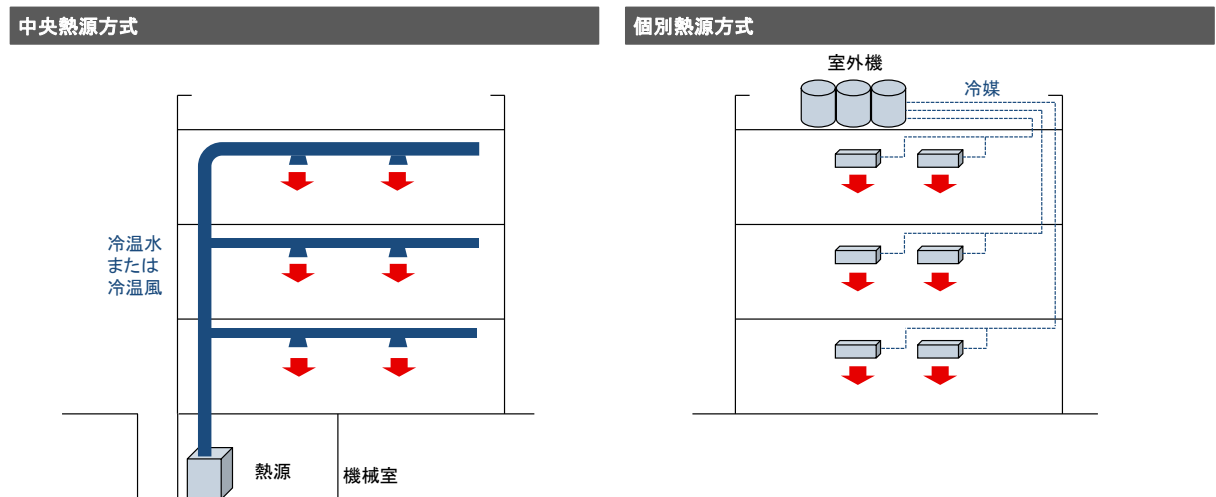 中央熱源方式
個別熱源方式
室外機
冷媒
冷温水
または
冷温風
熱源
機械室